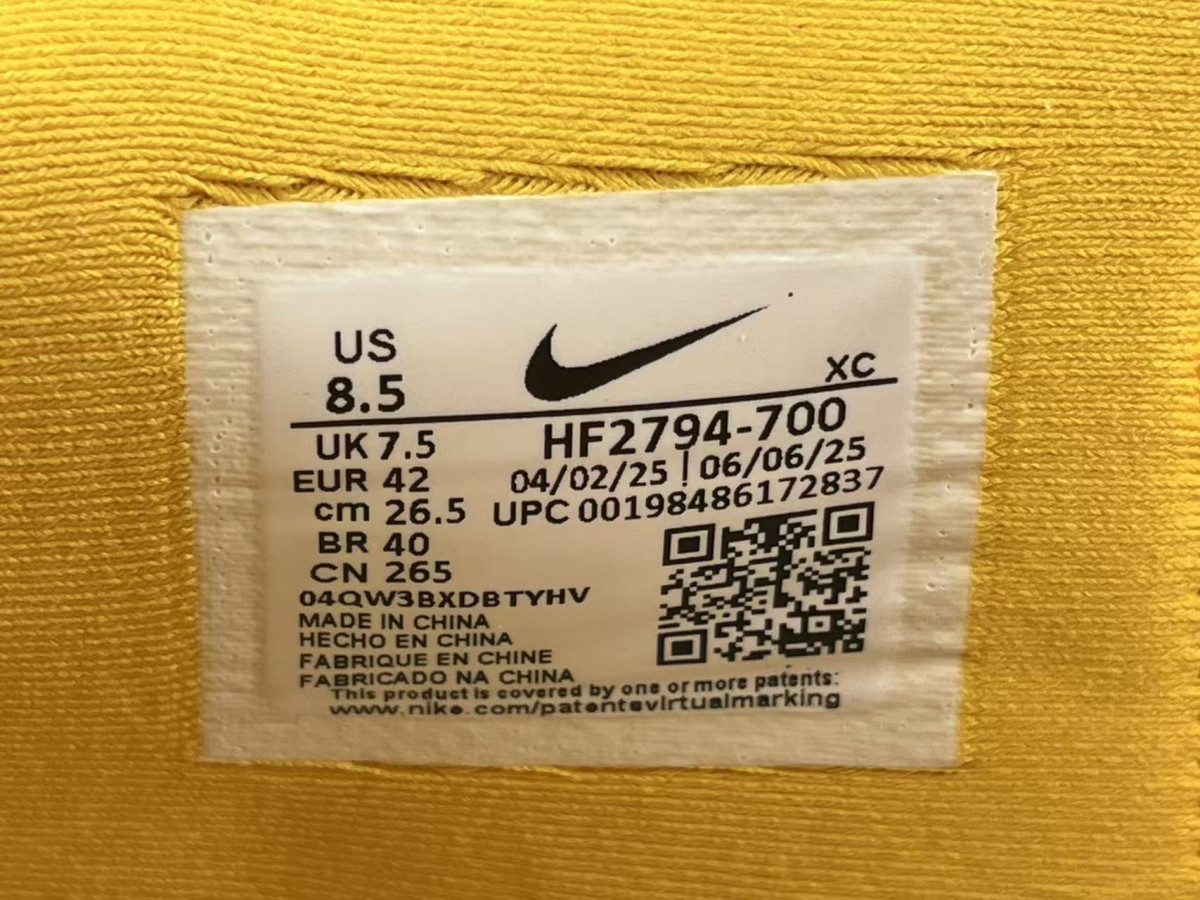 US
8.5
XC
UK 7.5
EUR 42
cm 26.5
BR 40
CN 265
HF2794-700
04/02/25 | 06/06/25
UPC 00198486172837
04QW3BXDBTYHV
MADE IN CHINA
HECHO EN CHINA
FABRIQUE EN CHINE
FABRICADO NA CHINA
This product is covered by one or more patents:
www.nike.com/patentsvirtualmarking